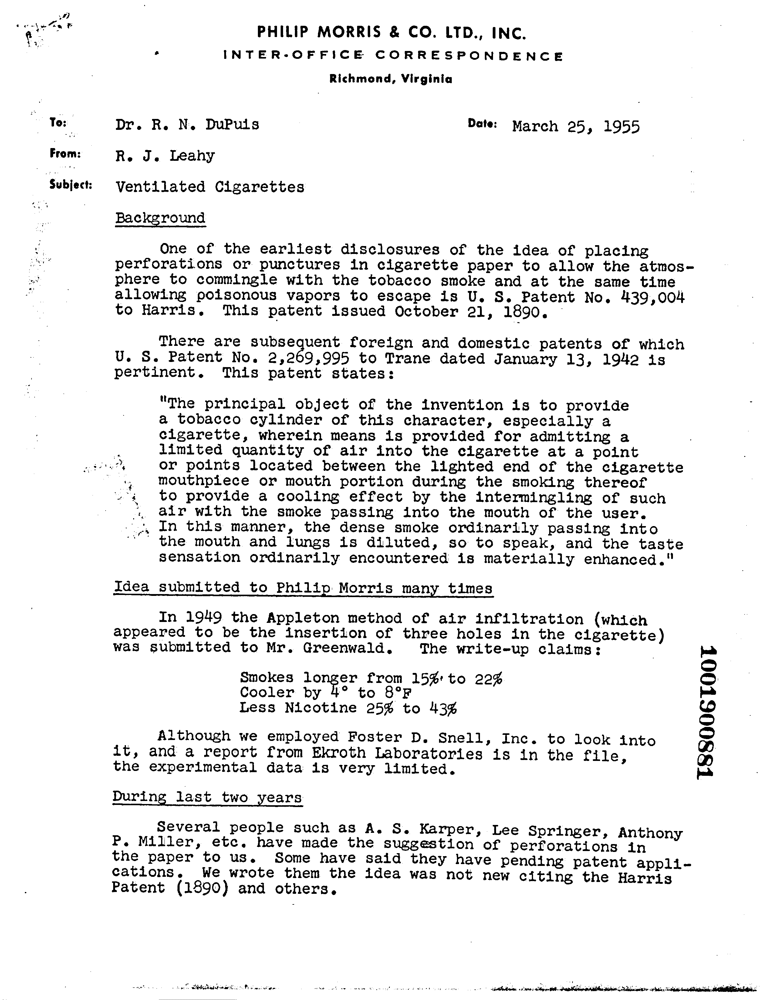 PHILIP MORRIS & CO. LTD., INC.
INTER-OFFICE CORRESPONDENCE
Richmond, Virginia
To: Dr. R. N. DuPuis Date: March 25, 1955
From: R. J. Leahy
Subject: Ventilated Cigarettes
Background
One of the earliest disclosures of the idea of placing
perforations or punctures in cigarette paper to allow the atmos-
phere to commingle with the tobacco smoke and at the same time
allowing poisonous vapors to escape is U. S. Patent No. 439,004
to Harris. This patent issued October 21, 1890.
There are subsequent foreign and domestic patents of which
U. S. Patent No. 2,269,995 to Trane dated January 13, 1942 is
pertinent. This patent states:
"The principal object of the invention is to provide
a tobacco cylinder of this character, especially a
cigarette, wherein means is provided for admitting a
limited quantity of air into the cigarette at a point
or points located between the lighted end of the cigarette
mouthpiece or mouth portion during the smoking thereof
to provide a cooling effect by the intermingling of such
air with the smoke passing into the mouth of the user.
In this manner, the dense smoke ordinarily passing into
the mouth and lungs is diluted, so to speak, and the taste
sensation ordinarily encountered is materially enhanced."
Idea submitted to Philip Morris many times
In 1949 the Appleton method of air infiltration (which
appeared to be the insertion of three holes in the cigarette)
was submitted to Mr. Greenwald. The write-up claims:
Smokes longer from 15% to 22%
Cooler by 4° to 8°F
Less Nicotine 25% to 43%
Although we employed Foster D. Snell, Inc. to look into
it, and a report from Ekroth Laboratories is in the file,
the experimental data is very limited.
During last two years
Several people such as A. S. Karper, Lee Springer, Anthony
P. Miller, etc. have made the suggestion of perforations in
the paper to us. Some have said they have pending patent appli-
cations. We wrote them the idea was not new citing the Harris
Patent (1890) and others.
1001900881